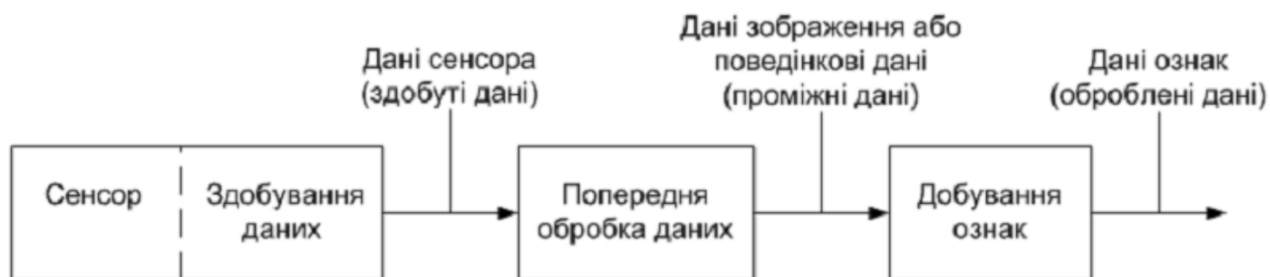 Дані сенсора
(здобуті дані)
Дані зображення або
поведінкові дані
(проміжні дані)
Дані ознак
(оброблені дані)
Сенсор
Здобування
даних
Попередня
обробка даних
Добування
ознак